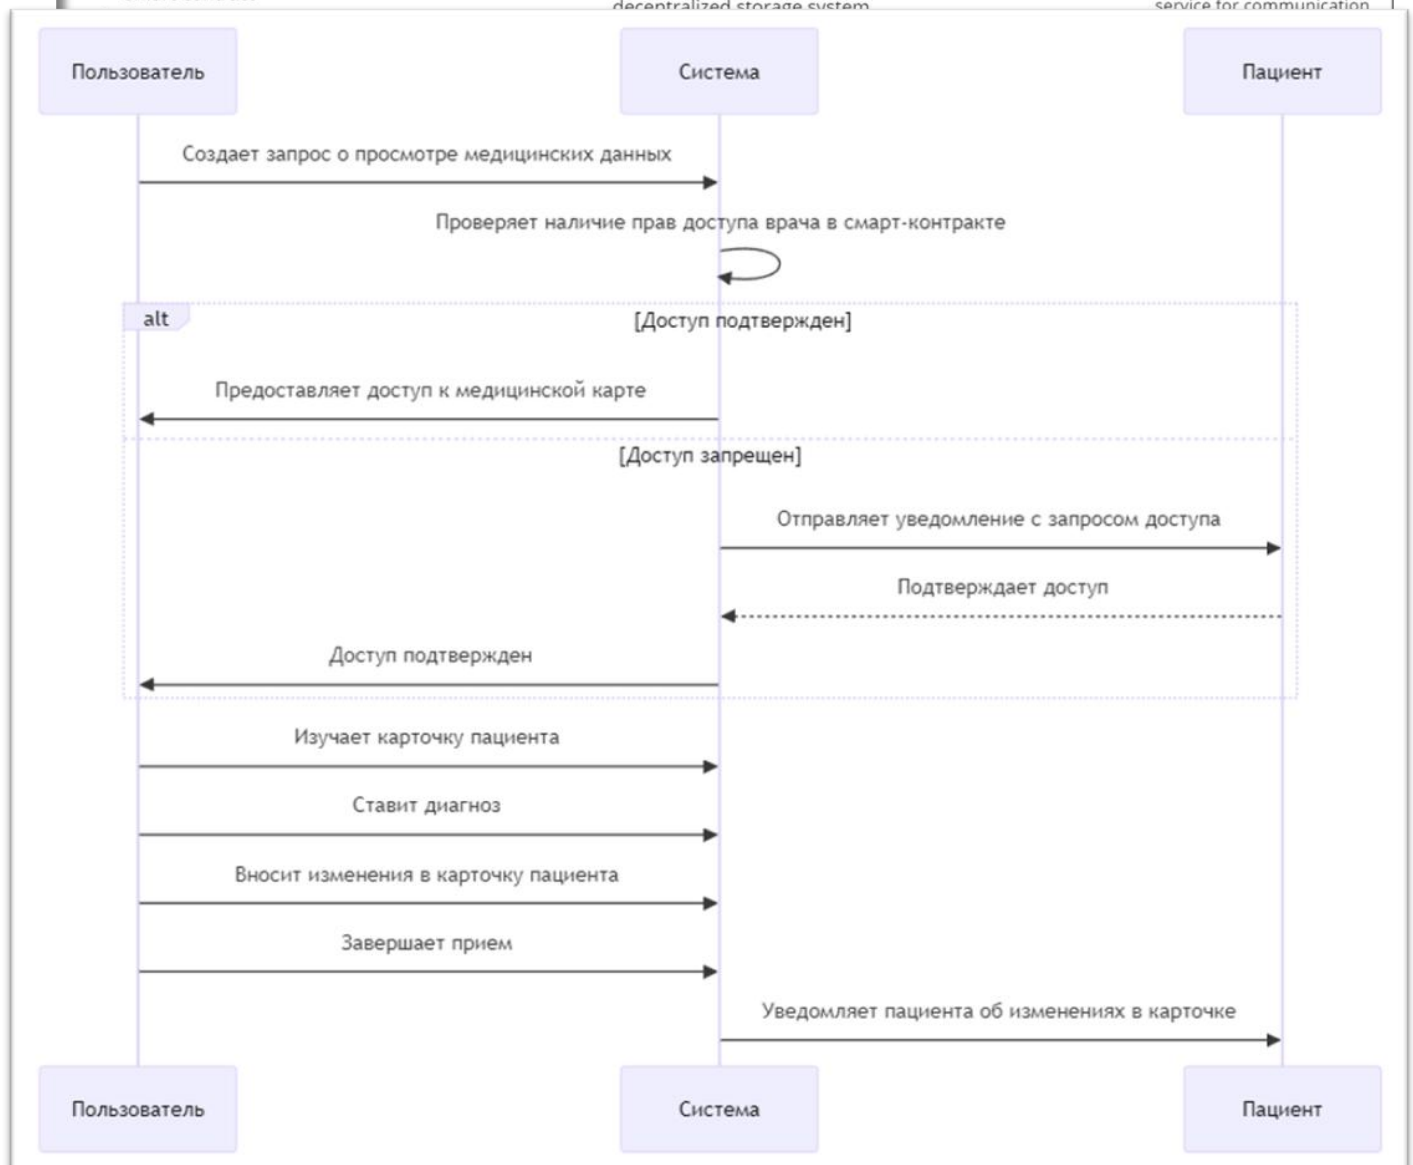 decentralized storage system
service for communication
Пользователь
Система
Пациент
Создает запрос о просмотре медицинских данных
Проверяет наличие прав доступа врача в смарт-контракте
alt
[Доступ подтвержден]
Предоставляет доступ к медицинской карте
[Доступ запрещен]
Отправляет уведомление с запросом доступа
Подтверждает доступ
Доступ подтвержден
Изучает карточку пациента
Ставит диагноз
Вносит изменения в карточку пациента
Завершает прием
Уведомляет пациента об изменениях в карточке
Пользователь
Система
Пациент